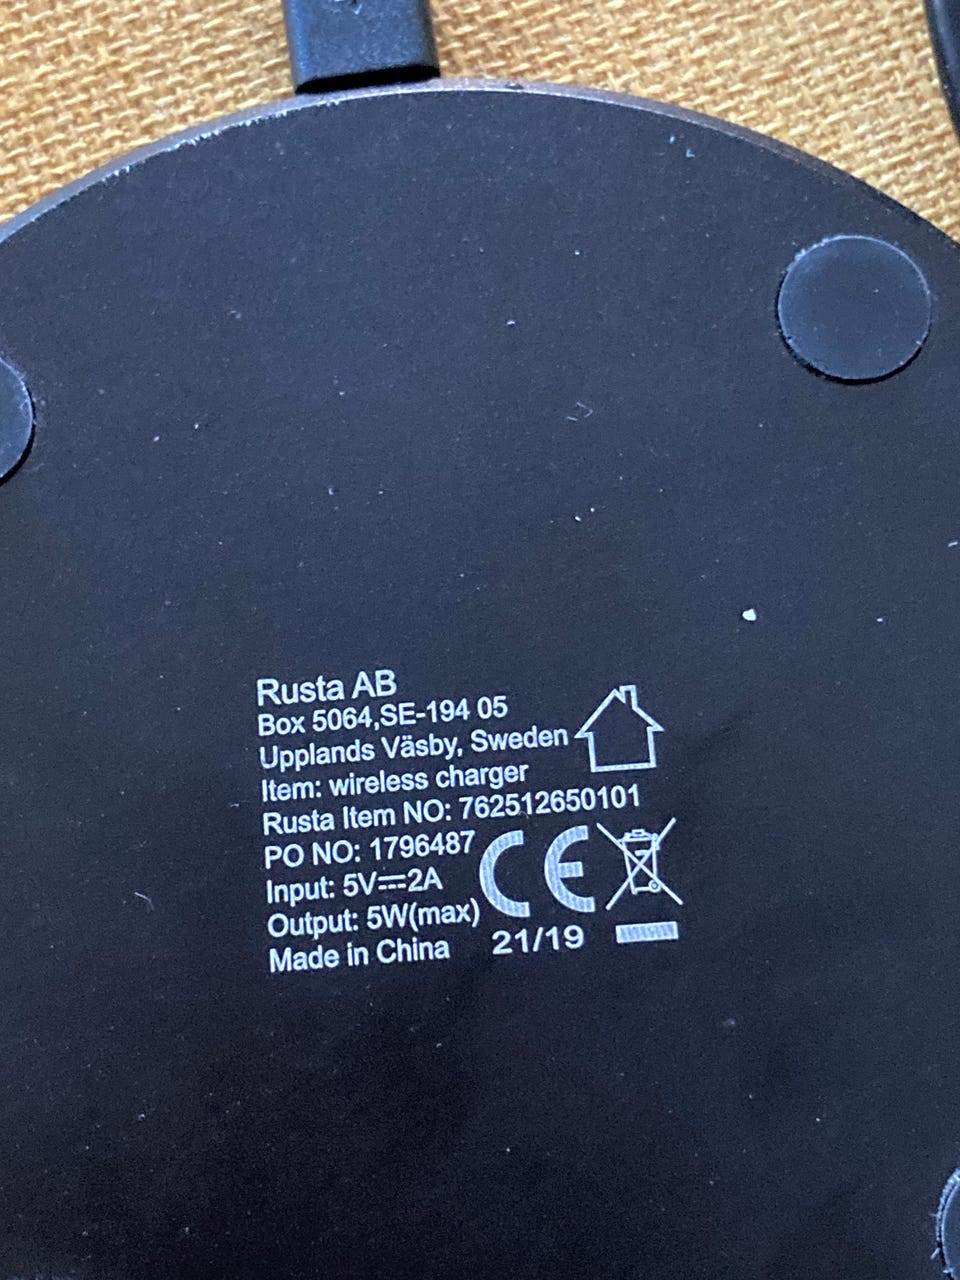 Rusta AB
Box 5064,SE-194 05
Upplands Väsby, Sweden
Item: wireless charger
Rusta Item NO: 762512650101
PO NO: 1796487
Input: 5V⎓2A
Output: 5W(max)
Made in China
CE
21/19